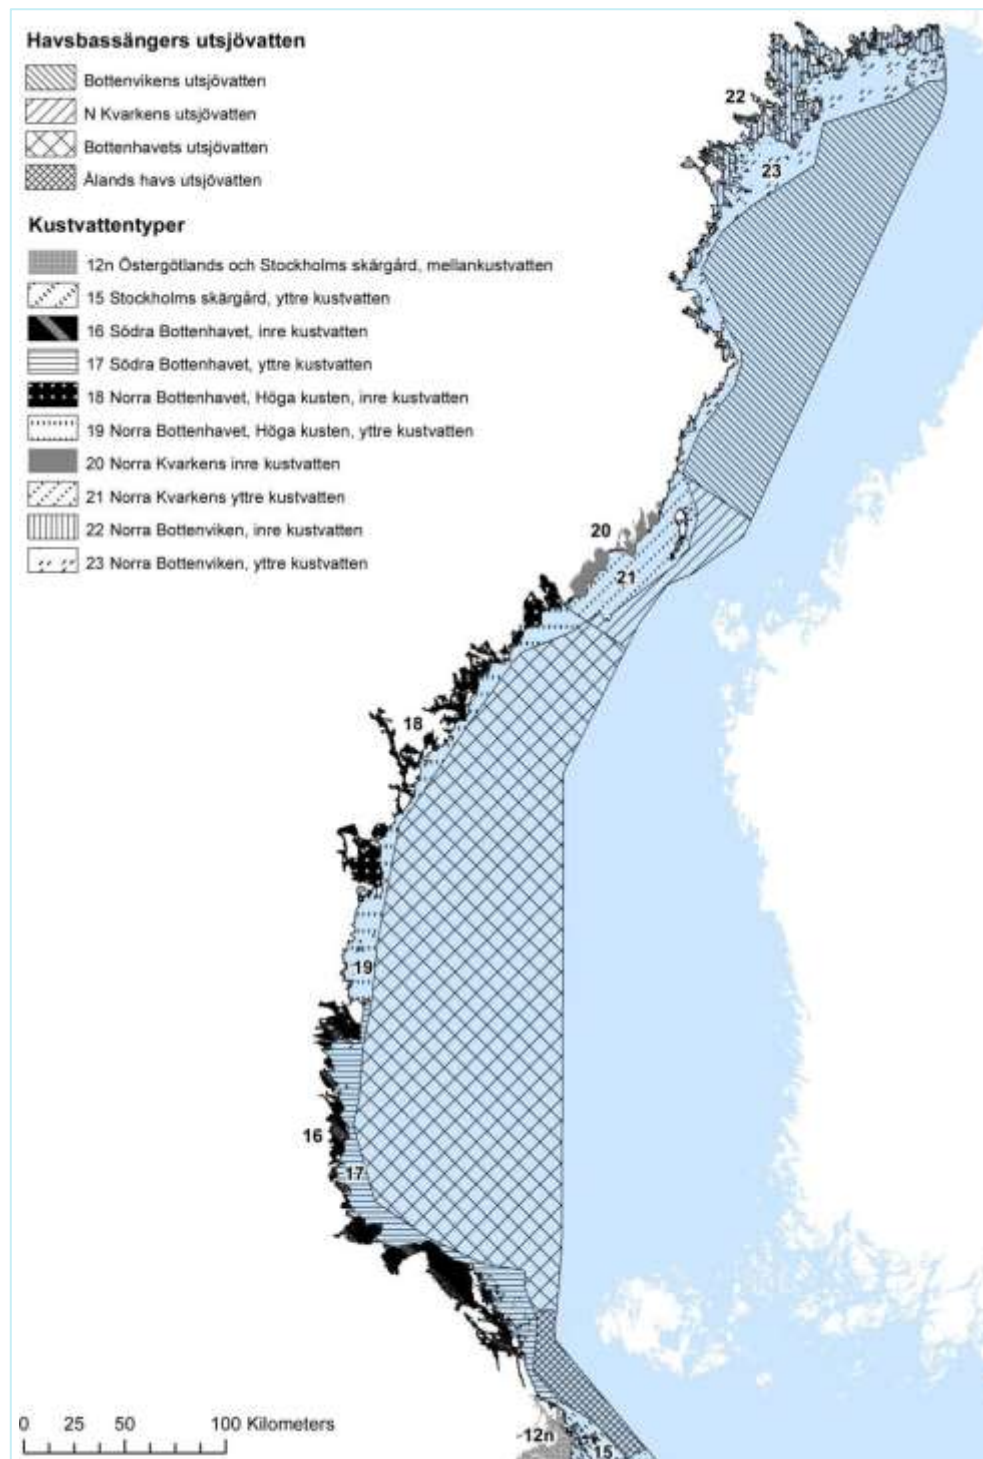 Havsbassängers utsjövatten
Bottenvikens utsjövatten
N Kvarkens utsjövatten
Bottenhavets utsjövatten
Ålands havs utsjövatten
Kustvattentyper
12n Östergötlands och Stockholms skärgård, mellankustvatten
15 Stockholms skärgård, yttre kustvatten
16 Södra Bottenhavet, inre kustvatten
17 Södra Bottenhavet, yttre kustvatten
18 Norra Bottenhavet, Höga kusten, inre kustvatten
19 Norra Bottenhavet, Höga kusten, yttre kustvatten
20 Norra Kvarkens inre kustvatten
21 Norra Kvarkens yttre kustvatten
22 Norra Bottenviken, inre kustvatten
23 Norra Bottenviken, yttre kustvatten
22
23
20
21
18
19
16
17
12n
15
0 25 50 100 Kilometers